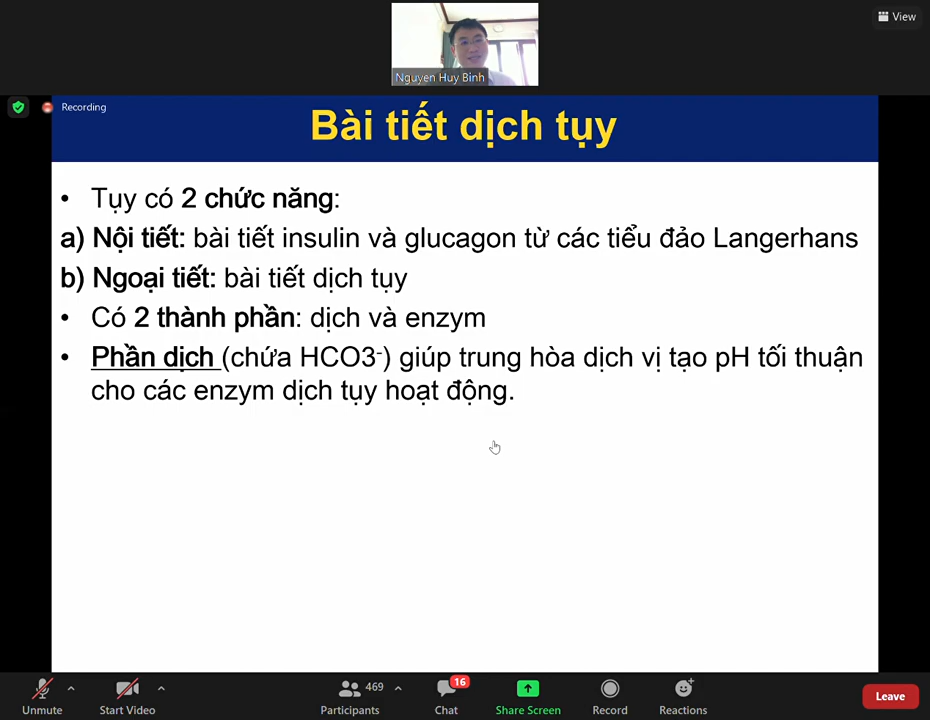 View
Nguyen Huy Binh
Recording
Bài tiết dịch tụy
• Tụy có 2 chức năng:
a) Nội tiết: bài tiết insulin và glucagon từ các tiểu đảo Langerhans
b) Ngoại tiết: bài tiết dịch tụy
• Có 2 thành phần: dịch và enzym
• Phần dịch (chứa HCO3-) giúp trung hòa dịch vị tạo pH tối thuận
cho các enzym dịch tụy hoạt động.
469
16
Unmute Start Video Participants Chat Share Screen Record Reactions Leave